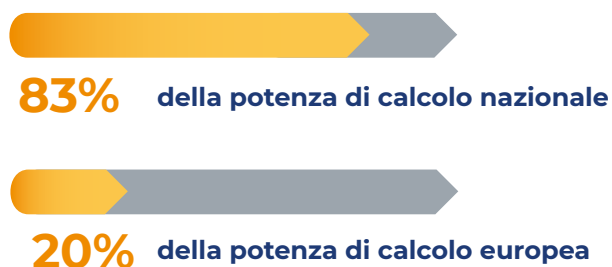 83% della potenza di calcolo nazionale
20% della potenza di calcolo europea